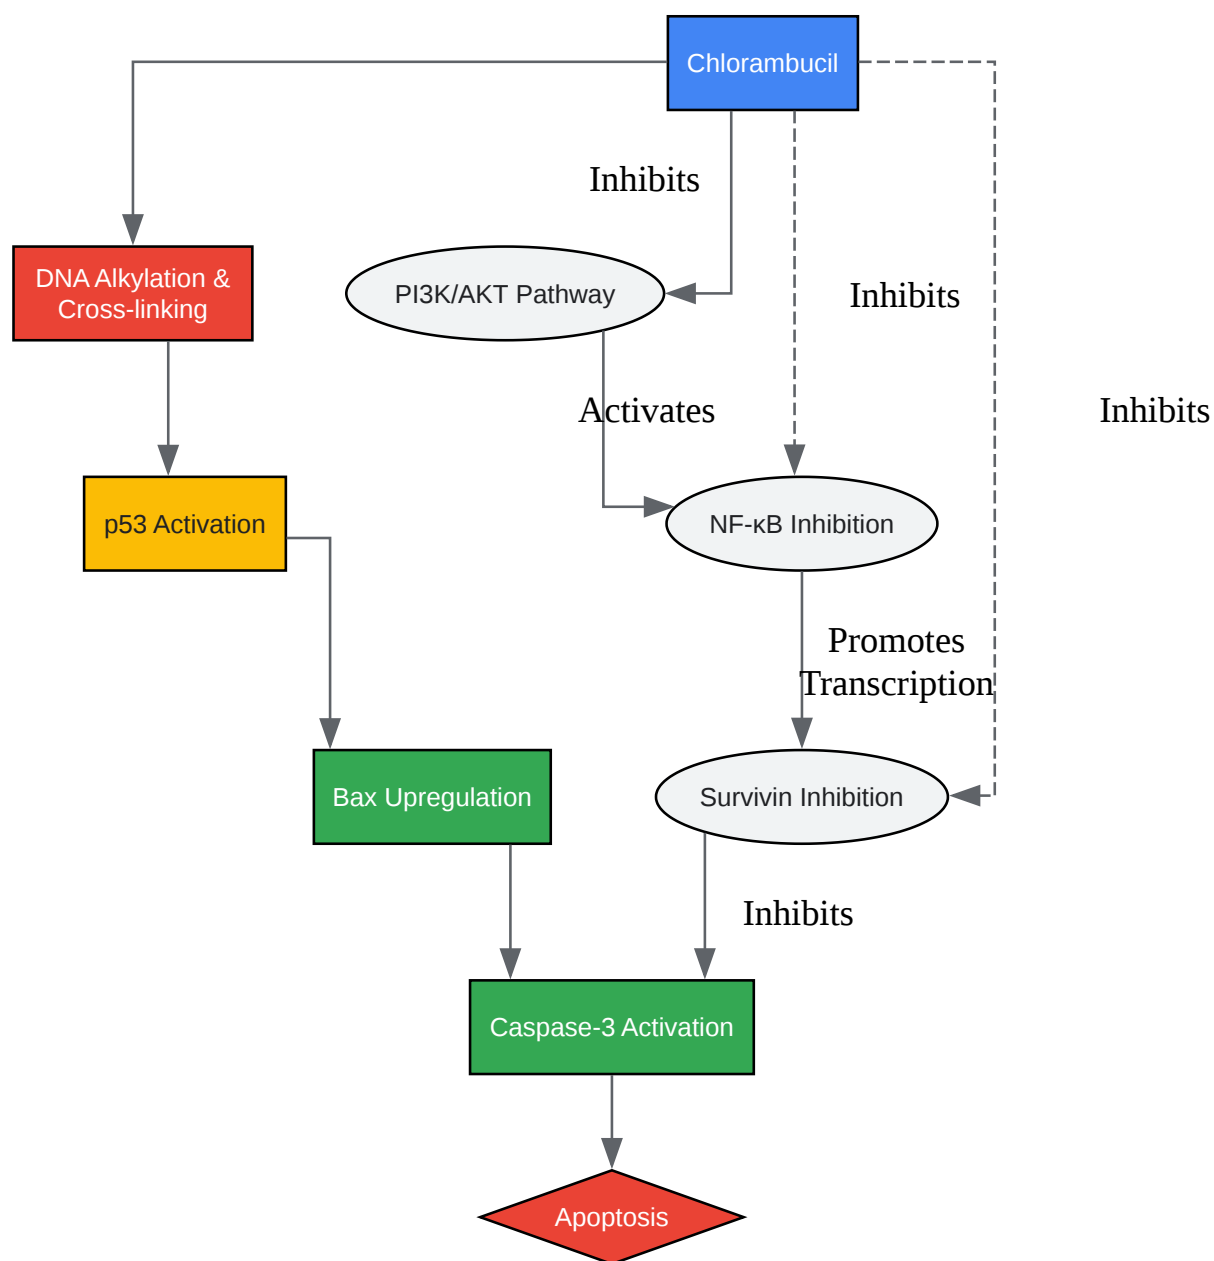 Chlorambucil
Inhibits
DNA Alkylation &
Cross-linking
PI3K/AKT Pathway
Inhibits
Activates
Inhibits
p53 Activation
NF-κB Inhibition
Promotes
Transcription
Bax Upregulation
Survivin Inhibition
Inhibits
Caspase-3 Activation
Apoptosis